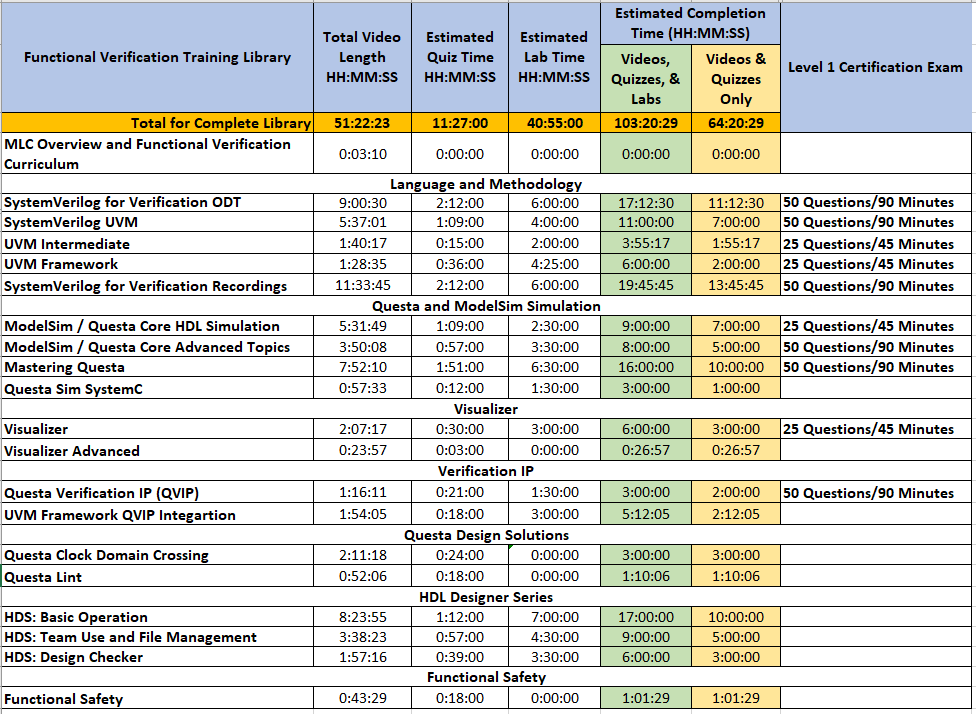 Functional Verification Training Library
Total Video Length HH:MM:SS
Estimated Quiz Time HH:MM:SS
Estimated Lab Time HH:MM:SS
Estimated Completion Time (HH:MM:SS)
Videos, Quizzes, & Labs
Videos & Quizzes Only
Level 1 Certification Exam
Total for Complete Library 51:22:23 11:27:00 40:55:00 103:20:29 64:20:29
MLC Overview and Functional Verification Curriculum 0:03:10 0:00:00 0:00:00 0:00:00 0:00:00
Language and Methodology
SystemVerilog for Verification ODT 9:00:30 2:12:00 6:00:00 17:12:30 11:12:30 50 Questions/90 Minutes
SystemVerilog UVM 5:37:01 1:09:00 4:00:00 11:00:00 7:00:00 50 Questions/90 Minutes
UVM Intermediate 1:40:17 0:15:00 2:00:00 3:55:17 1:55:17 25 Questions/45 Minutes
UVM Framework 1:28:35 0:36:00 4:25:00 6:00:00 2:00:00 25 Questions/45 Minutes
SystemVerilog for Verification Recordings 11:33:45 2:12:00 6:00:00 19:45:45 13:45:45 50 Questions/90 Minutes
Questa and ModelSim Simulation
ModelSim / Questa Core HDL Simulation 5:31:49 1:09:00 2:30:00 9:00:00 7:00:00 25 Questions/45 Minutes
ModelSim / Questa Core Advanced Topics 3:50:08 0:57:00 3:30:00 8:00:00 5:00:00 50 Questions/90 Minutes
Mastering Questa 7:52:10 1:51:00 6:30:00 16:00:00 10:00:00 50 Questions/90 Minutes
Questa Sim SystemC 0:57:33 0:12:00 1:30:00 3:00:00 1:00:00
Visualizer
Visualizer 2:07:17 0:30:00 3:00:00 6:00:00 3:00:00 25 Questions/45 Minutes
Visualizer Advanced 0:23:57 0:03:00 0:00:00 0:26:57 0:26:57
Verification IP
Questa Verification IP (QVIP) 1:16:11 0:21:00 1:30:00 3:00:00 2:00:00 50 Questions/90 Minutes
UVM Framework QVIP Integartion 1:54:05 0:18:00 3:00:00 5:12:05 2:12:05
Questa Design Solutions
Questa Clock Domain Crossing 2:11:18 0:24:00 0:00:00 3:00:00 3:00:00
Questa Lint 0:52:06 0:18:00 0:00:00 1:10:06 1:10:06
HDL Designer Series
HDS: Basic Operation 8:23:55 1:12:00 7:00:00 17:00:00 10:00:00
HDS: Team Use and File Management 3:38:23 0:57:00 4:30:00 9:00:00 5:00:00
HDS: Design Checker 1:57:16 0:39:00 3:30:00 6:00:00 3:00:00
Functional Safety
Functional Safety 0:43:29 0:18:00 0:00:00 1:01:29 1:01:29